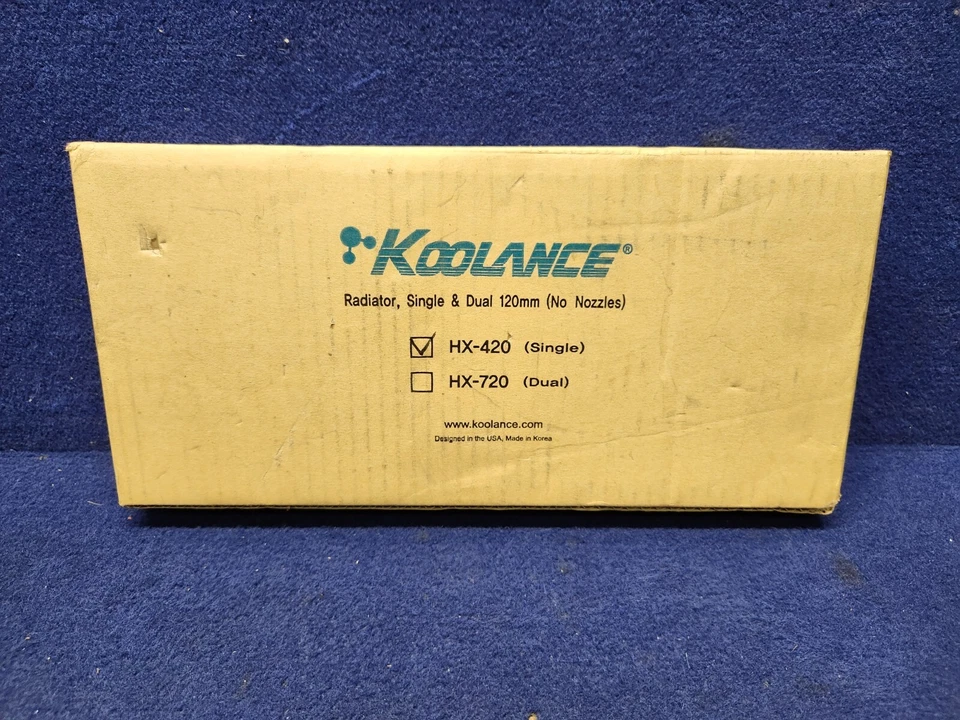 KOOLANCE®
Radiator, Single & Dual 120mm (No Nozzles)
☑ HX-420 (Single)
☐ HX-720 (Dual)
www.koolance.com
Designed in the USA, Made in Korea